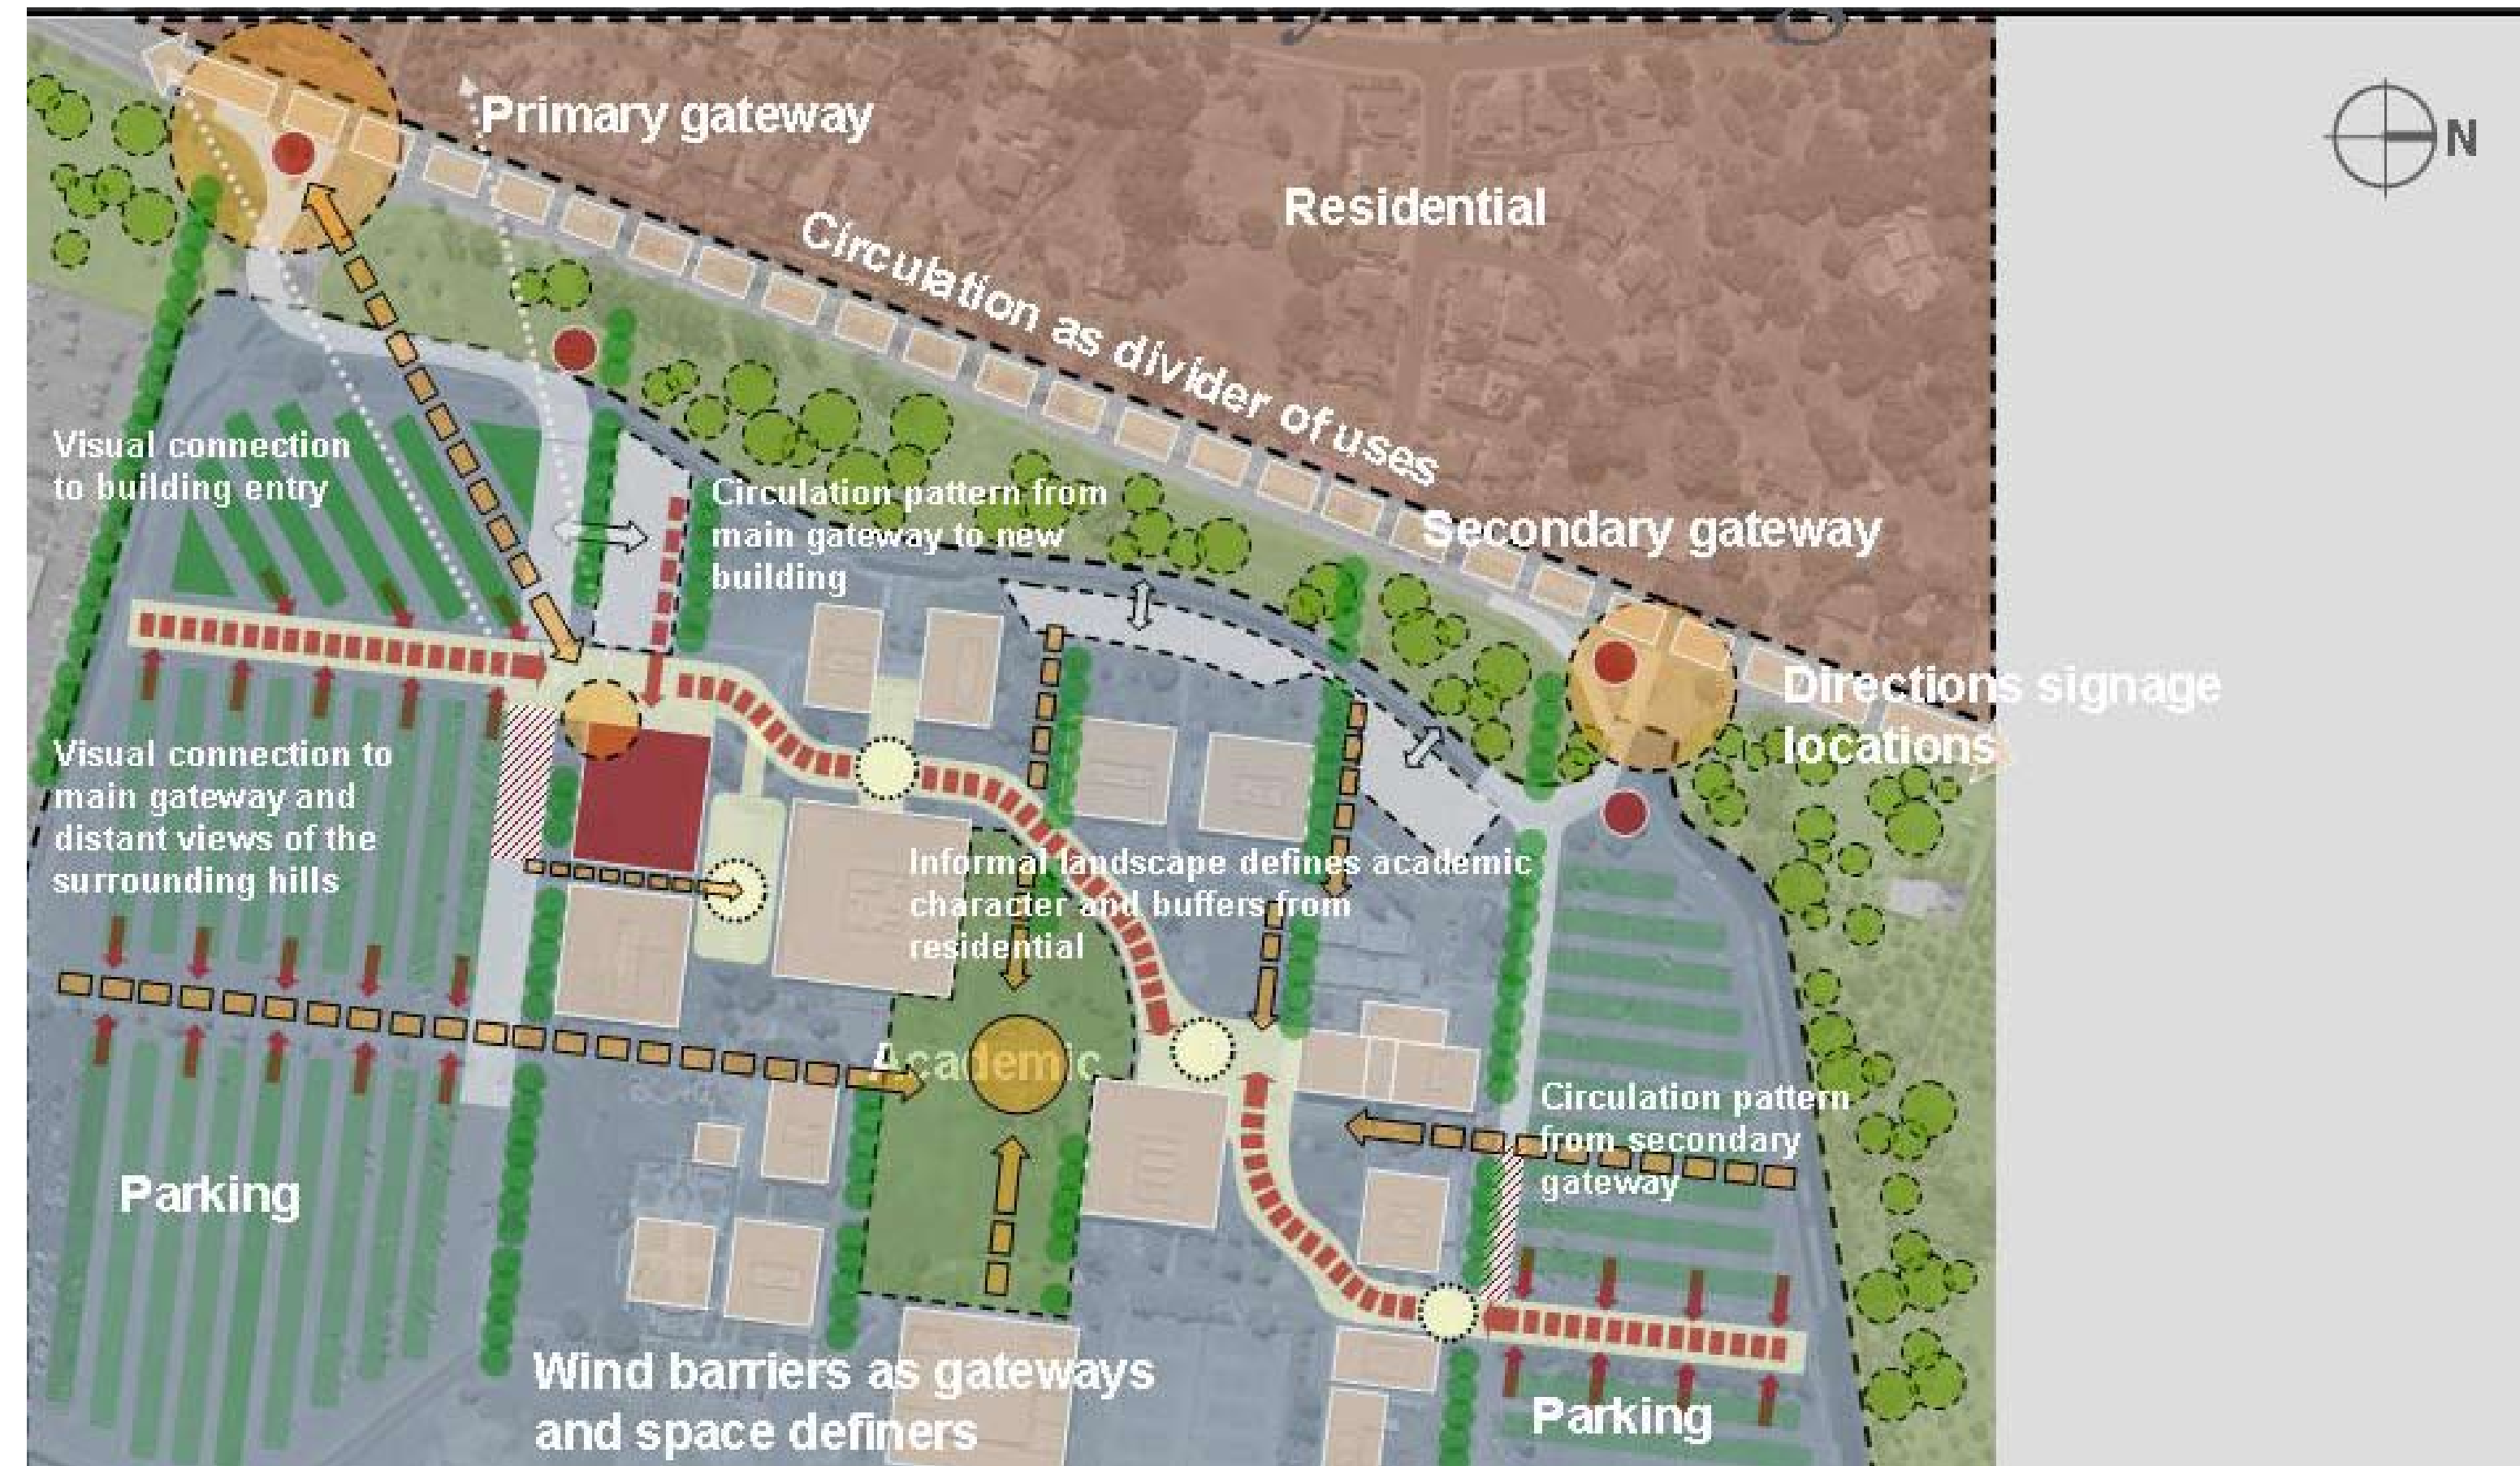 Primary gateway
N
Residential
Circulation as divider of uses
Visual connection
to building entry
Circulation pattern from
main gateway to new
building
Secondary gateway
Directions signage
locations
Visual connection to
main gateway and
distant views of the
surrounding hills
Informal landscape defines academic
character and buffers from
residential
Academic
Circulation pattern
from secondary
gateway
Parking
Wind barriers as gateways
and space definers
Parking